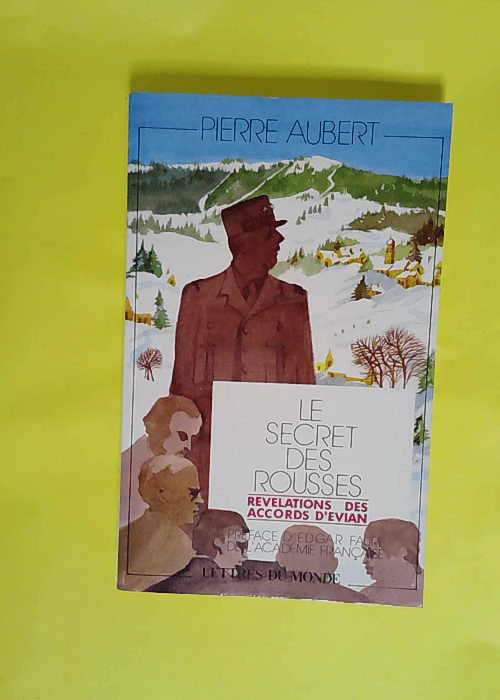 PIERRE AUBERT
LE
SECRET
DES
ROUSSES
REVELATIONS DES
ACCORDS D'EVIAN
PREFACE D'EDGAR FAURE
DE L'ACADEMIE FRANÇAISE
LETTRES DU MONDE